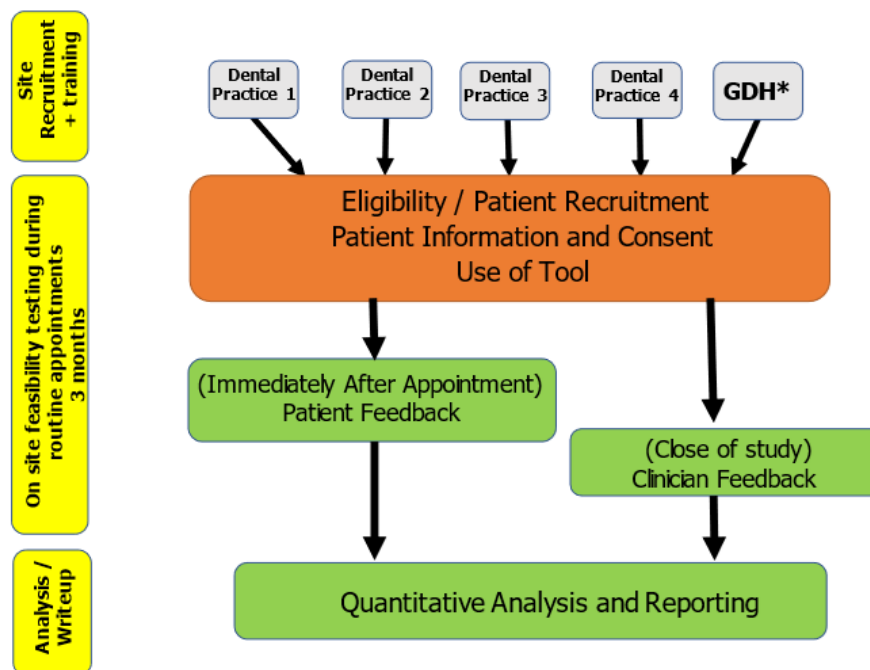 Site
Recruitment
+ training
Dental
Practice 1
Dental
Practice 2
Dental
Practice 3
Dental
Practice 4
GDH*
On site feasibility testing during
routine appointments
3 months
Eligibility / Patient Recruitment
Patient Information and Consent
Use of Tool
(Immediately After Appointment)
Patient Feedback
(Close of study)
Clinician Feedback
Analysis /
Writeup
Quantitative Analysis and Reporting